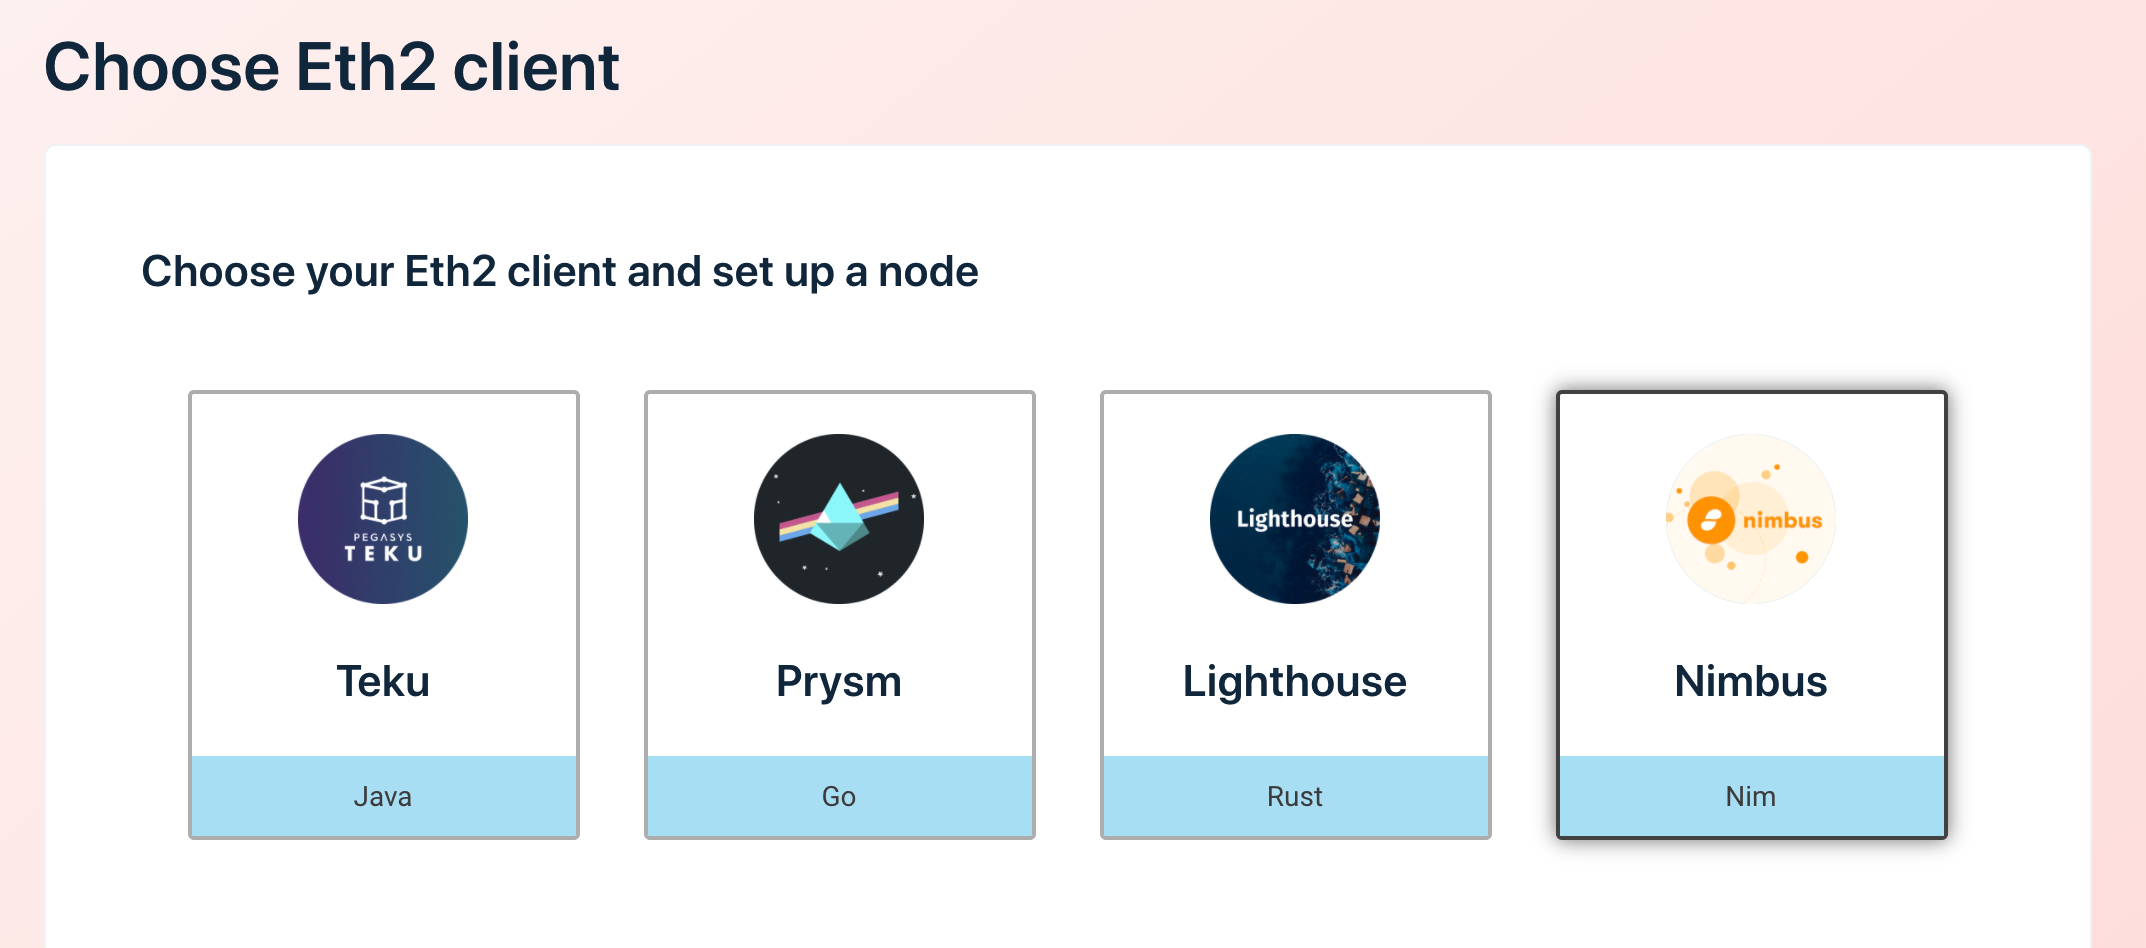 Choose Eth2 client
Choose your Eth2 client and set up a node
PEGASYS
TEKU
Lighthouse
nimbus
Teku
Prysm
Lighthouse
Nimbus
Java
Go
Rust
Nim